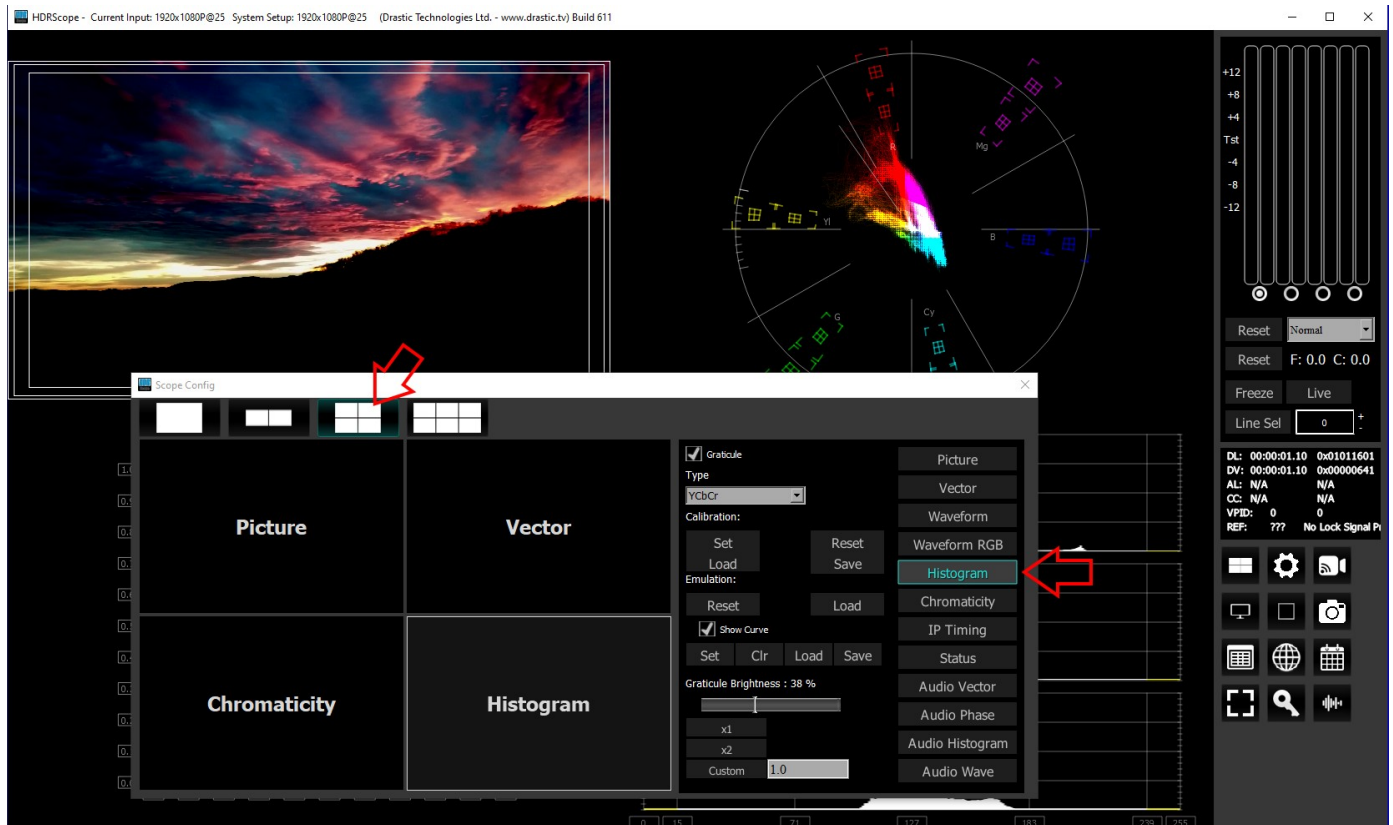 HDRScope - Current Input: 1920x1080P@25 System Setup: 1920x1080P@25 (Drastic Technologies Ltd. - www.drastic.tv) Build 611
R
Mg
Yl
B
G
Cy
+12
+8
+4
Tst
-4
-8
-12
Reset Normal
Reset F: 0.0 C: 0.0
Freeze Live
Line Sel 0 + -
DL: 00:00:01.10 0x01011601
DV: 00:00:01.10 0x00000641
AL: N/A N/A
CC: N/A N/A
VPID: 0 0
REF: ??? No Lock Signal
Scope Config
Picture
Vector
Chromaticity
Histogram
Graticule
Type
YCbCr
Calibration:
Set Reset
Load Save
Emulation:
Reset Load
Show Curve
Set Clr Load Save
Graticule Brightness : 38 %
x1
x2
Custom 1.0
Picture
Vector
Waveform
Waveform RGB
Histogram
Chromaticity
IP Timing
Status
Audio Vector
Audio Phase
Audio Histogram
Audio Wave
0 15 71 127 183 239 255